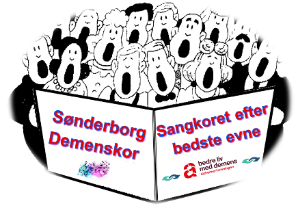 Sønderborg
Demenskor
Sangkoret efter
bedste evne
bedre liv
med demens